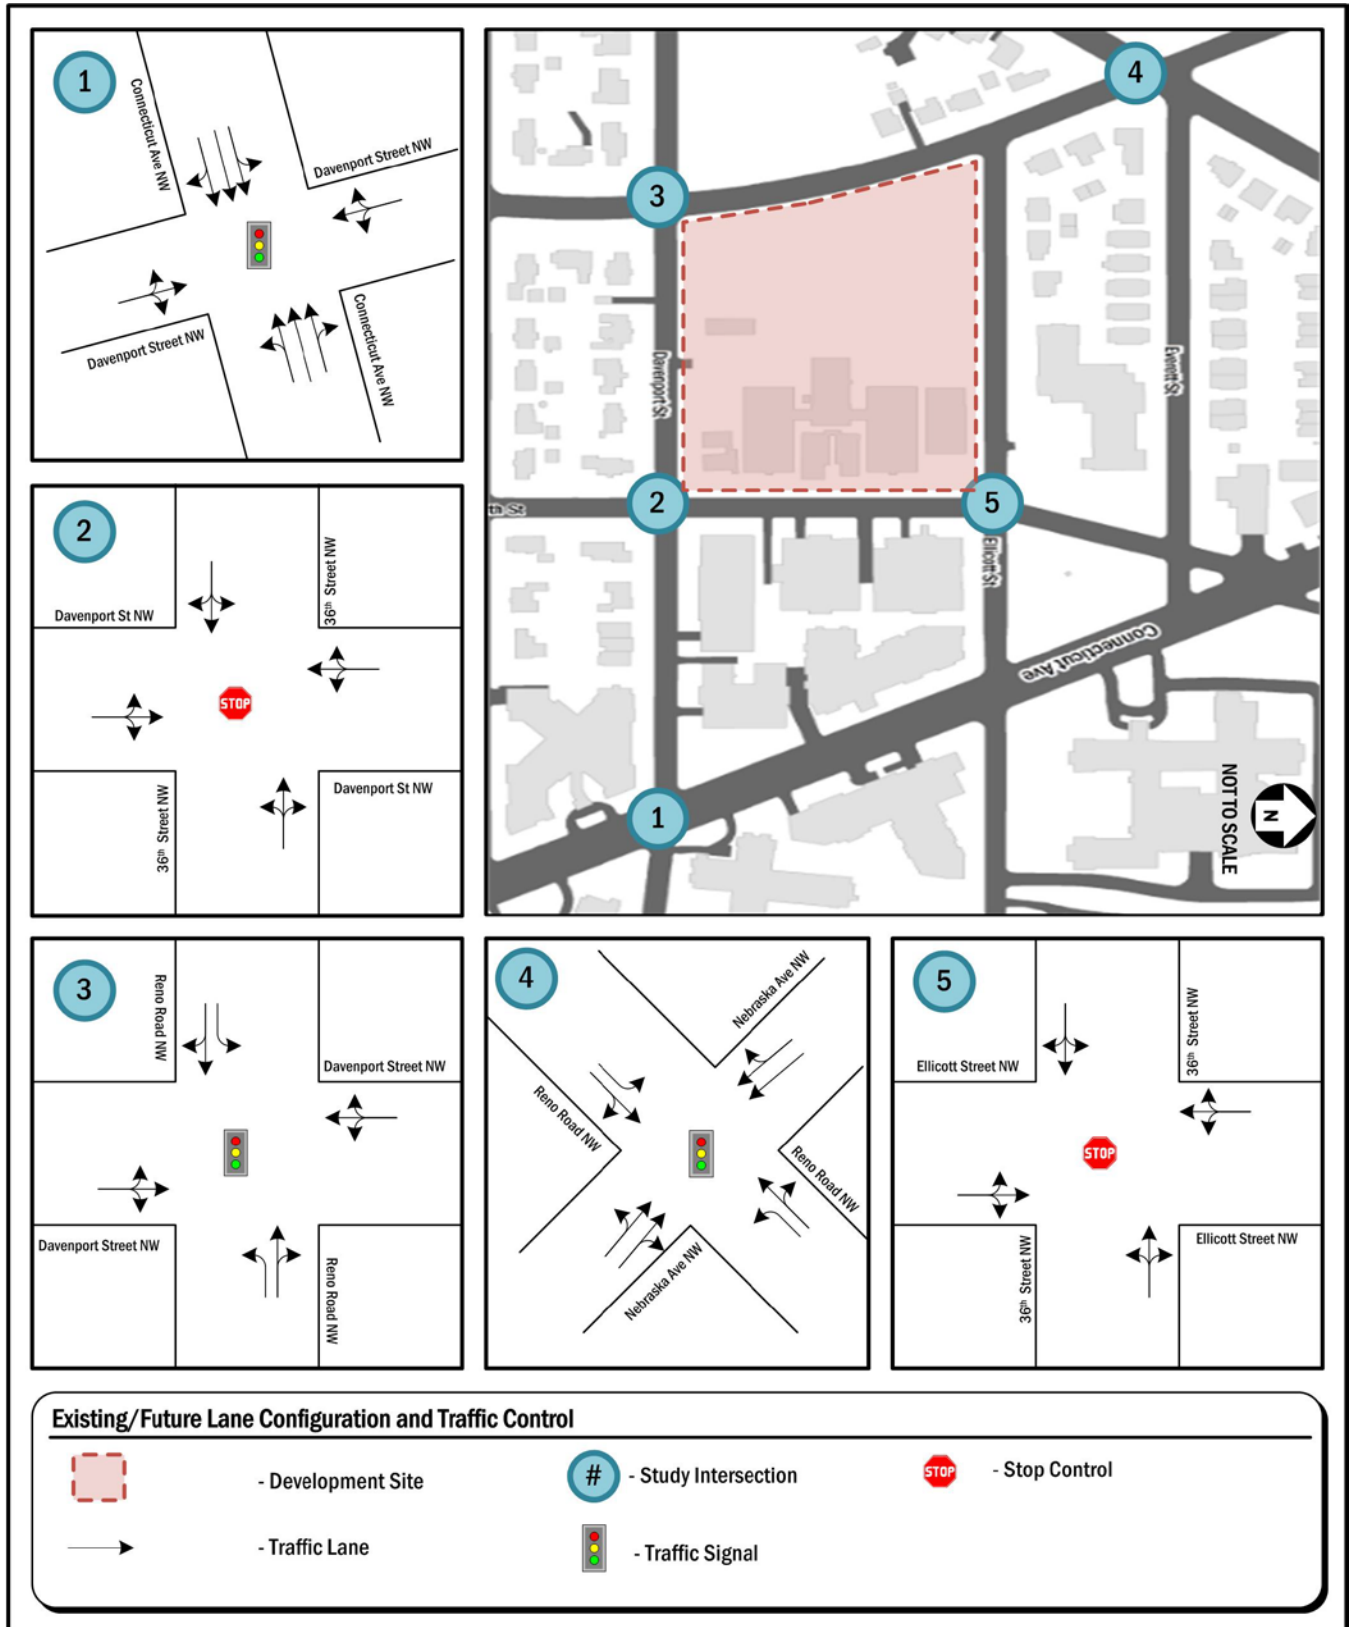 1
Connecticut Ave NW
Davenport Street NW
Davenport Street NW
Connecticut Ave NW
4
3
Davenport St
Everett St
2
th St
5
Ellicott St
Connecticut Ave
1
NOT TO SCALE
N
2
Davenport St NW
36th Street NW
STOP
36th Street NW
Davenport St NW
3
Reno Road NW
Davenport Street NW
Davenport Street NW
Reno Road NW
4
Nebraska Ave NW
Reno Road NW
Reno Road NW
Nebraska Ave NW
5
Ellicott Street NW
36th Street NW
STOP
36th Street NW
Ellicott Street NW
Existing/Future Lane Configuration and Traffic Control
- Development Site
# - Study Intersection
STOP - Stop Control
- Traffic Lane
- Traffic Signal